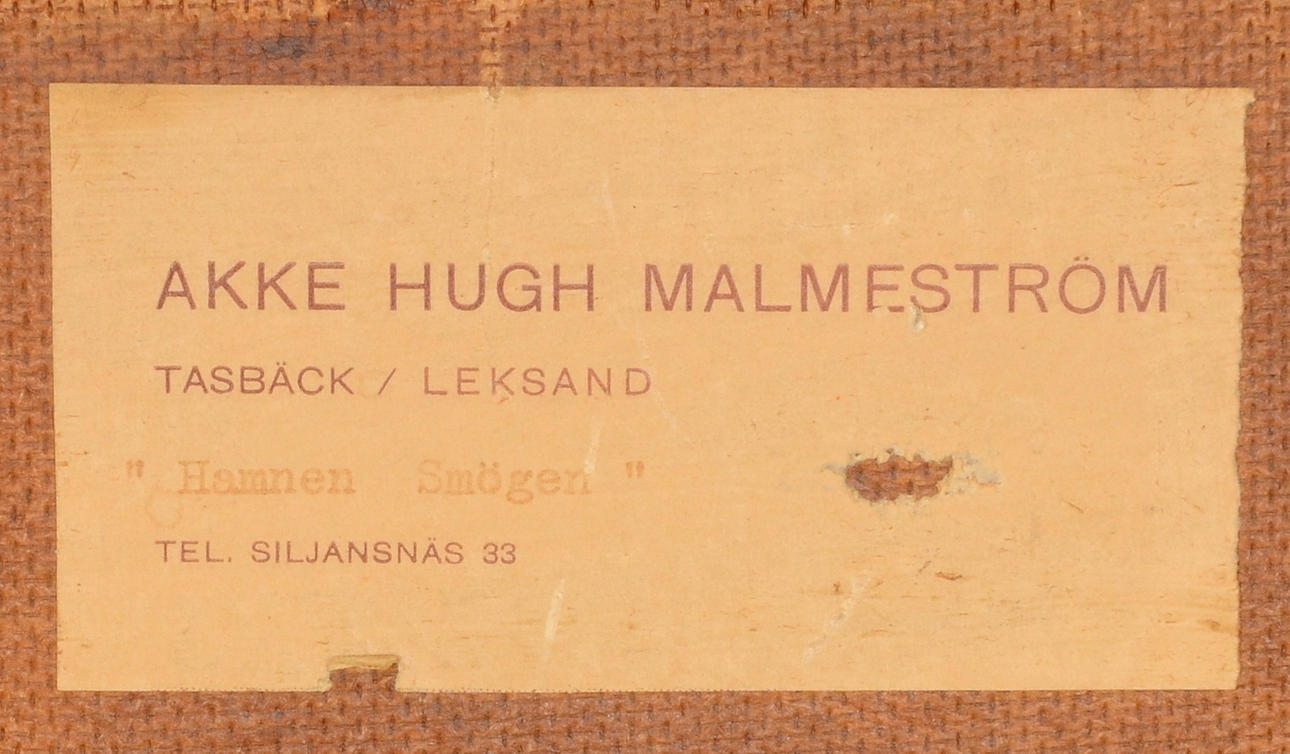 AKKE HUGH MALMESTRÖM
TASBÄCK / LEKSAND
" Hamnen Smögen "
TEL. SILJANSNÄS 33